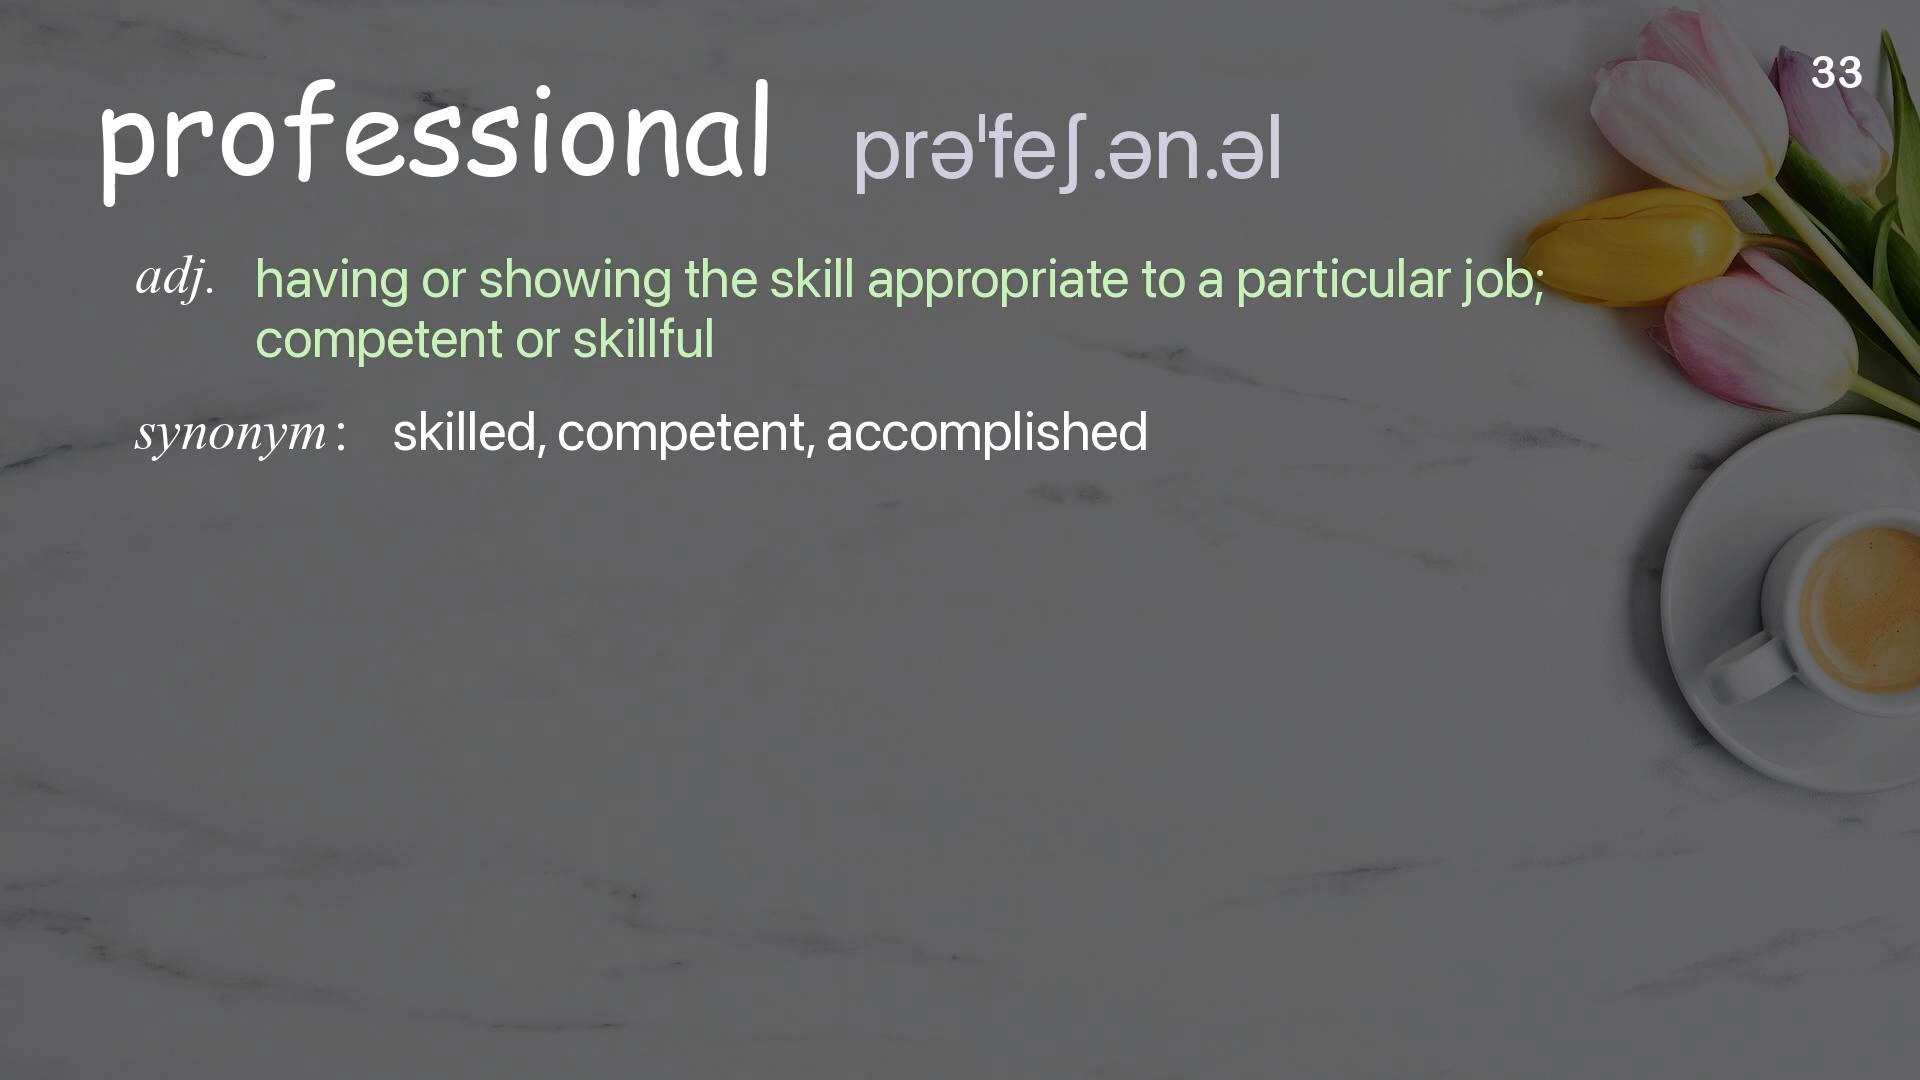 33
professional prəˈfeʃ.ən.əl
adj. having or showing the skill appropriate to a particular job;
competent or skillful
synonym: skilled, competent, accomplished